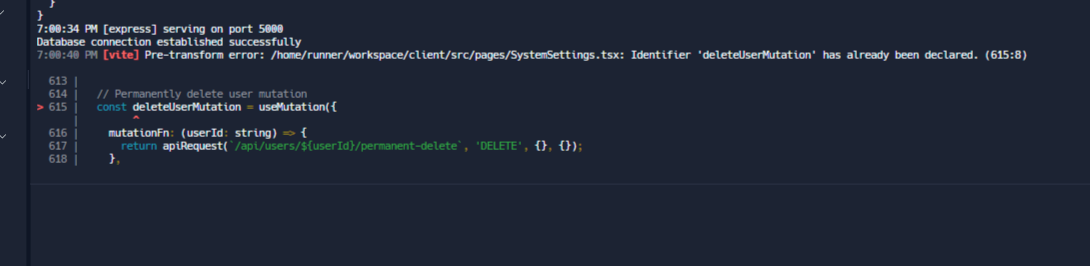 }
}
7:00:34 PM [express] serving on port 5000
Database connection established successfully
7:00:40 PM [vite] Pre-transform error: /home/runner/workspace/client/src/pages/SystemSettings.tsx: Identifier 'deleteUserMutation' has already been declared. (615:8)
613 |
614 |   // Permanently delete user mutation
> 615 |   const deleteUserMutation = useMutation({
|         ^
616 |     mutationFn: (userId: string) => {
617 |       return apiRequest(`/api/users/${userId}/permanent-delete`, 'DELETE', {}, {});
618 |     },